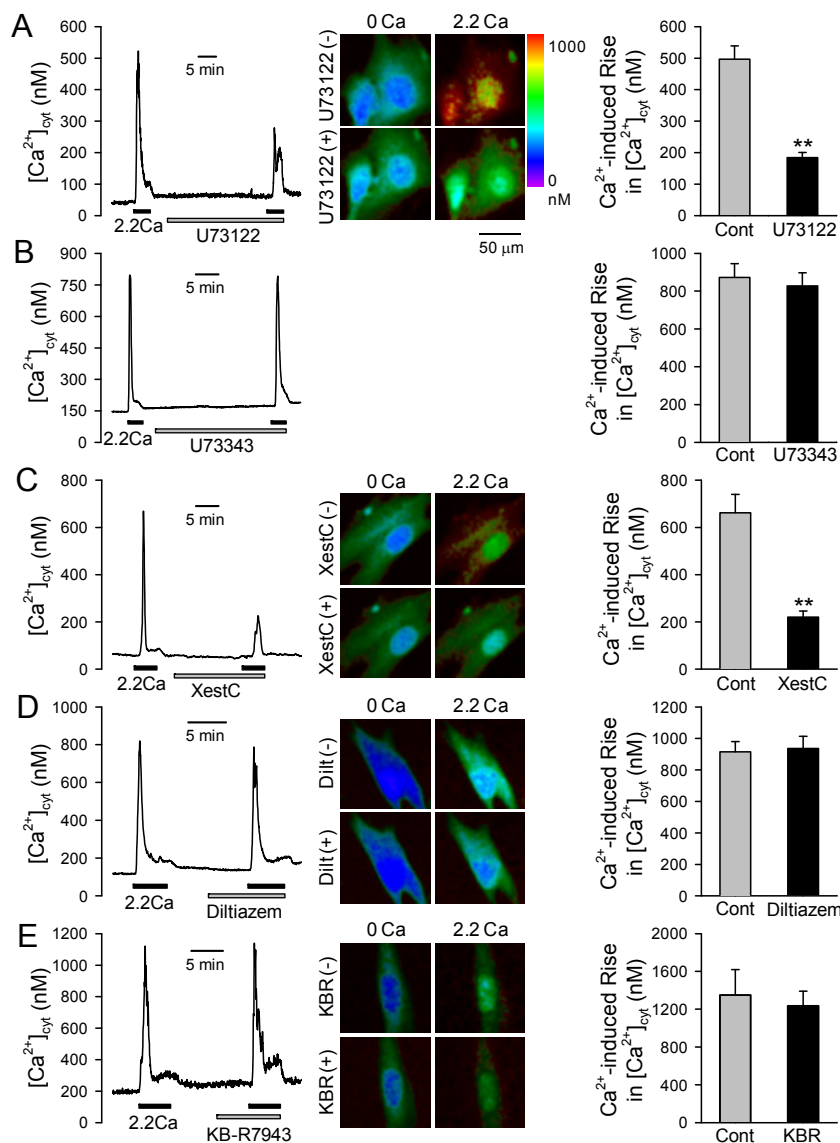 A
600
500
400
300
200
100
0
[Ca²⁺]cyt (nM)
5 min
2.2Ca
U73122
0 Ca
2.2 Ca
U73122 (-)
U73122 (+)
1000
0
nM
50 µm
Ca²⁺-induced Rise
in [Ca²⁺]cyt (nM)
600
500
400
300
200
100
0
**
Cont
U73122
B
900
750
600
450
300
150
0
[Ca²⁺]cyt (nM)
5 min
2.2Ca
U73343
Ca²⁺-induced Rise
in [Ca²⁺]cyt (nM)
1000
800
600
400
200
0
Cont
U73343
C
800
600
400
200
0
[Ca²⁺]cyt (nM)
5 min
2.2Ca
XestC
0 Ca
2.2 Ca
XestC (-)
XestC (+)
Ca²⁺-induced Rise
in [Ca²⁺]cyt (nM)
800
600
400
200
0
**
Cont
XestC
D
1000
800
600
400
200
0
[Ca²⁺]cyt (nM)
5 min
2.2Ca
Diltiazem
0 Ca
2.2 Ca
Dilt (-)
Dilt (+)
Ca²⁺-induced Rise
in [Ca²⁺]cyt (nM)
1200
1000
800
600
400
200
0
Cont
Diltiazem
E
1200
1000
800
600
400
200
0
[Ca²⁺]cyt (nM)
5 min
2.2Ca
KB-R7943
0 Ca
2.2 Ca
KBR (-)
KBR (+)
Ca²⁺-induced Rise
in [Ca²⁺]cyt (nM)
2000
1600
1200
800
400
0
Cont
KBR